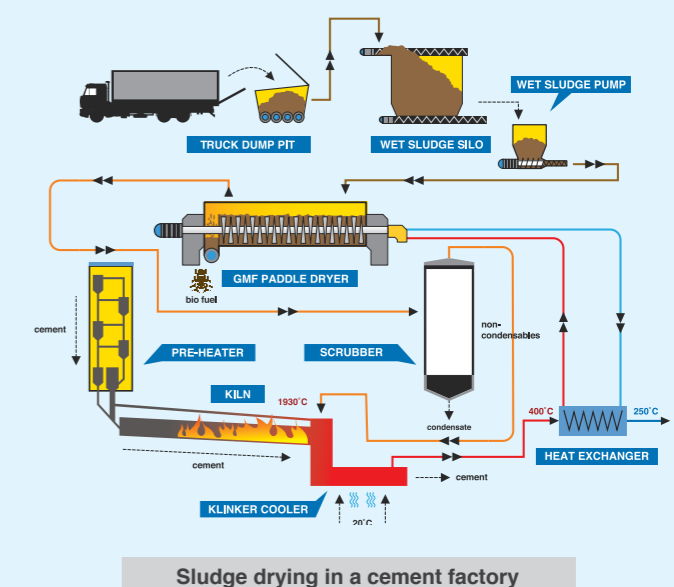 WET SLUDGE PUMP
TRUCK DUMP PIT
WET SLUDGE SILO
GMF PADDLE DRYER
bio fuel
cement
non-
condensables
PRE-HEATER
SCRUBBER
KILN
1930°C
400°C
250°C
condensate
HEAT EXCHANGER
cement
cement
KLINKER COOLER
20°C
Sludge drying in a cement factory